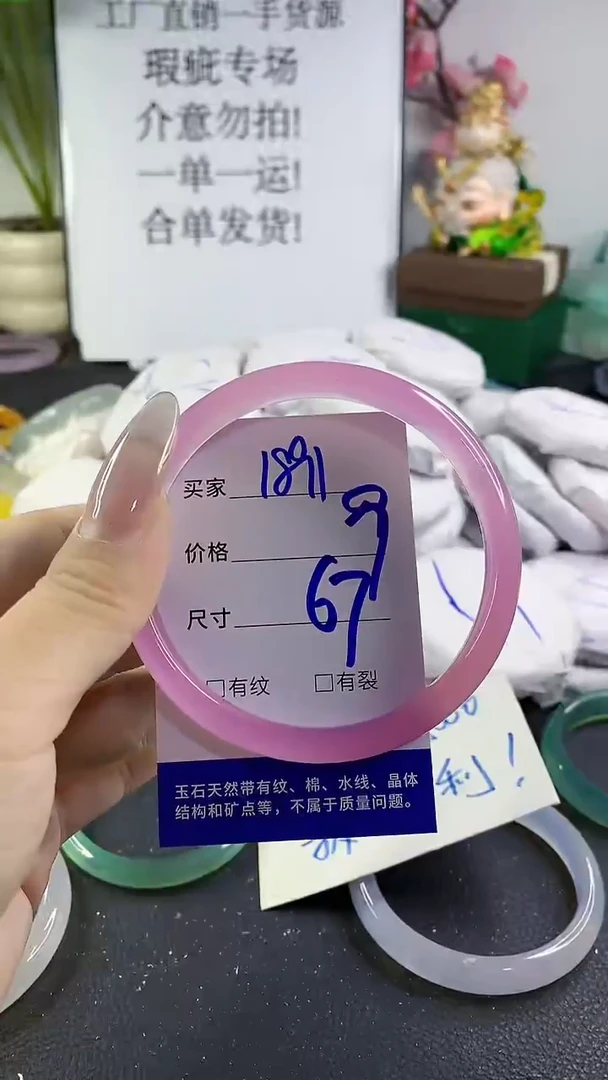 工厂直销一手货源
瑕疵专场
介意勿拍!
一单一运!
合单发货!
买家 1891
价格 9
尺寸 67
□有纹 □有裂
玉石天然带有纹、棉、水线、晶体
结构和矿点等，不属于质量问题。
利!